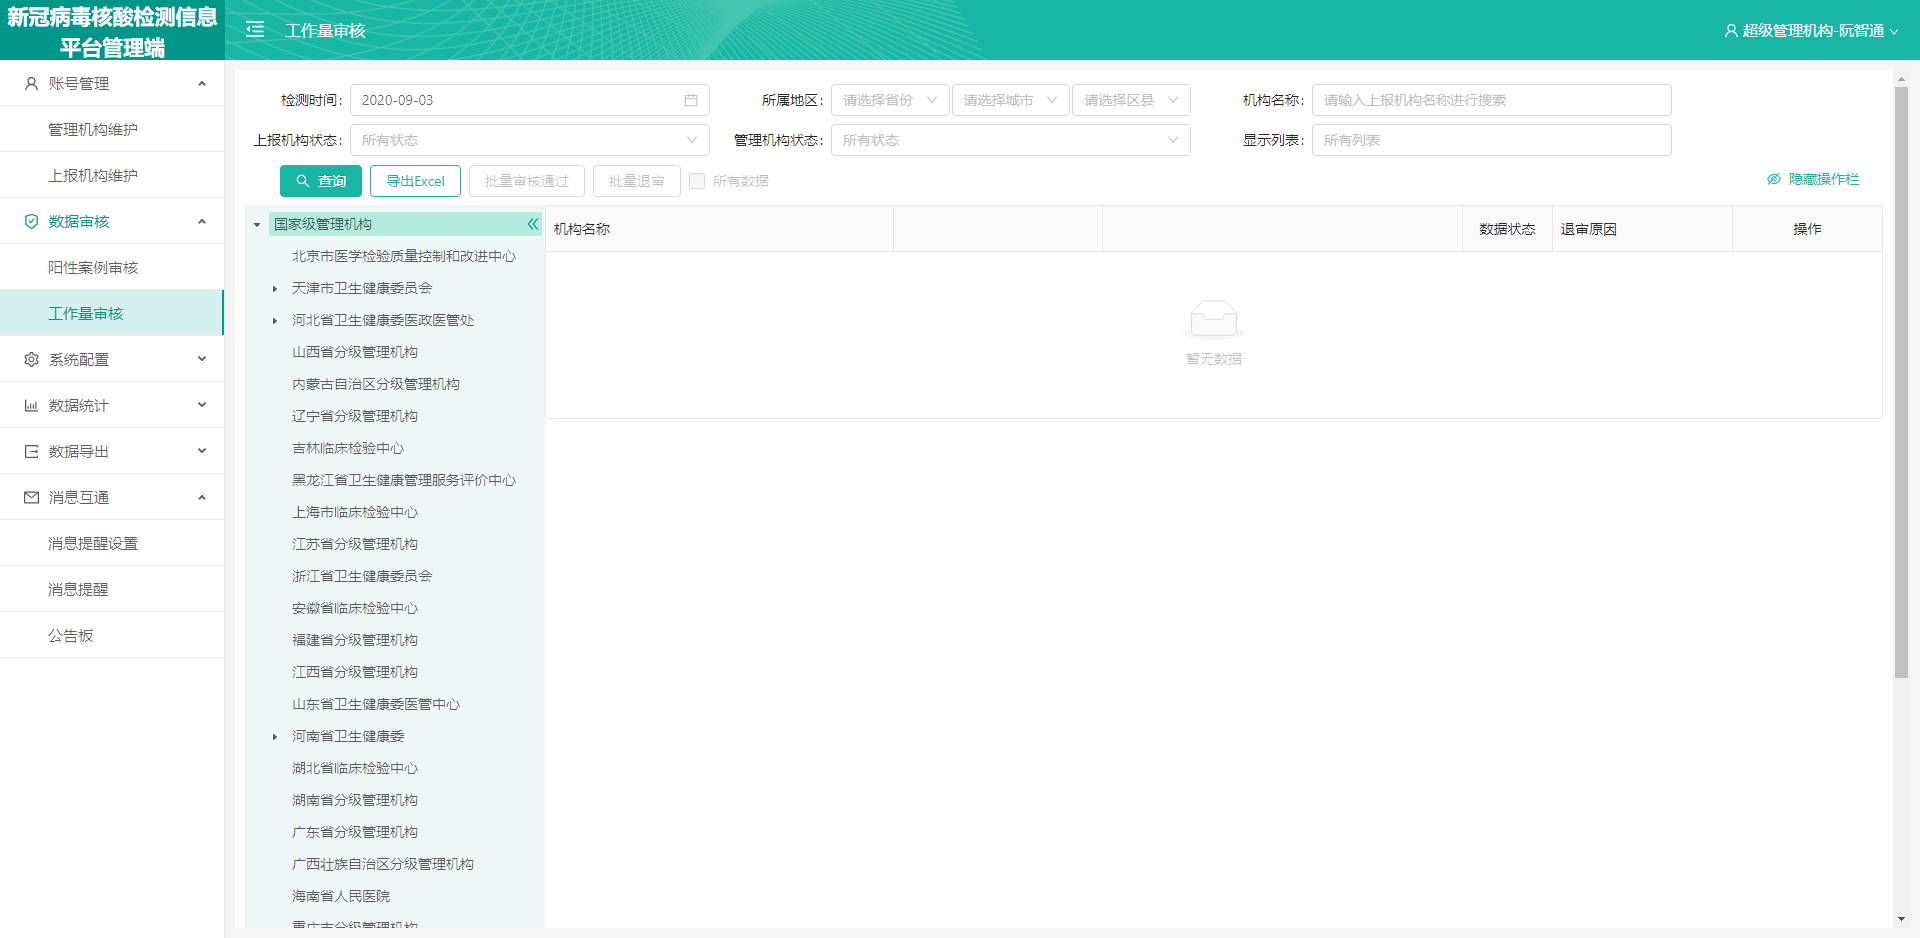 新冠病毒核酸检测信息
平台管理端
工作量审核
超级管理机构-阮智通
账号管理
管理机构维护
上报机构维护
数据审核
阳性案例审核
工作量审核
系统配置
数据统计
数据导出
消息互通
消息提醒设置
消息提醒
公告板
检测时间： 2020-09-03 所属地区： 请选择省份 请选择城市 请选择区县 机构名称： 请输入上报机构名称进行搜索
上报机构状态： 所有状态 管理机构状态： 所有状态 显示列表： 所有列表
查询 导出Excel 批量审核通过 批量退审 所有数据 隐藏操作栏
国家级管理机构
北京市医学检验质量控制和改进中心
天津市卫生健康委员会
河北省卫生健康委医政医管处
山西省分级管理机构
内蒙古自治区分级管理机构
辽宁省分级管理机构
吉林临床检验中心
黑龙江省卫生健康管理服务评价中心
上海市临床检验中心
江苏省分级管理机构
浙江省卫生健康委员会
安徽省临床检验中心
福建省分级管理机构
江西省分级管理机构
山东省卫生健康委医管中心
河南省卫生健康委
湖北省临床检验中心
湖南省分级管理机构
广东省分级管理机构
广西壮族自治区分级管理机构
海南省人民医院
重庆市分级管理机构
机构名称 数据状态 退审原因 操作
暂无数据